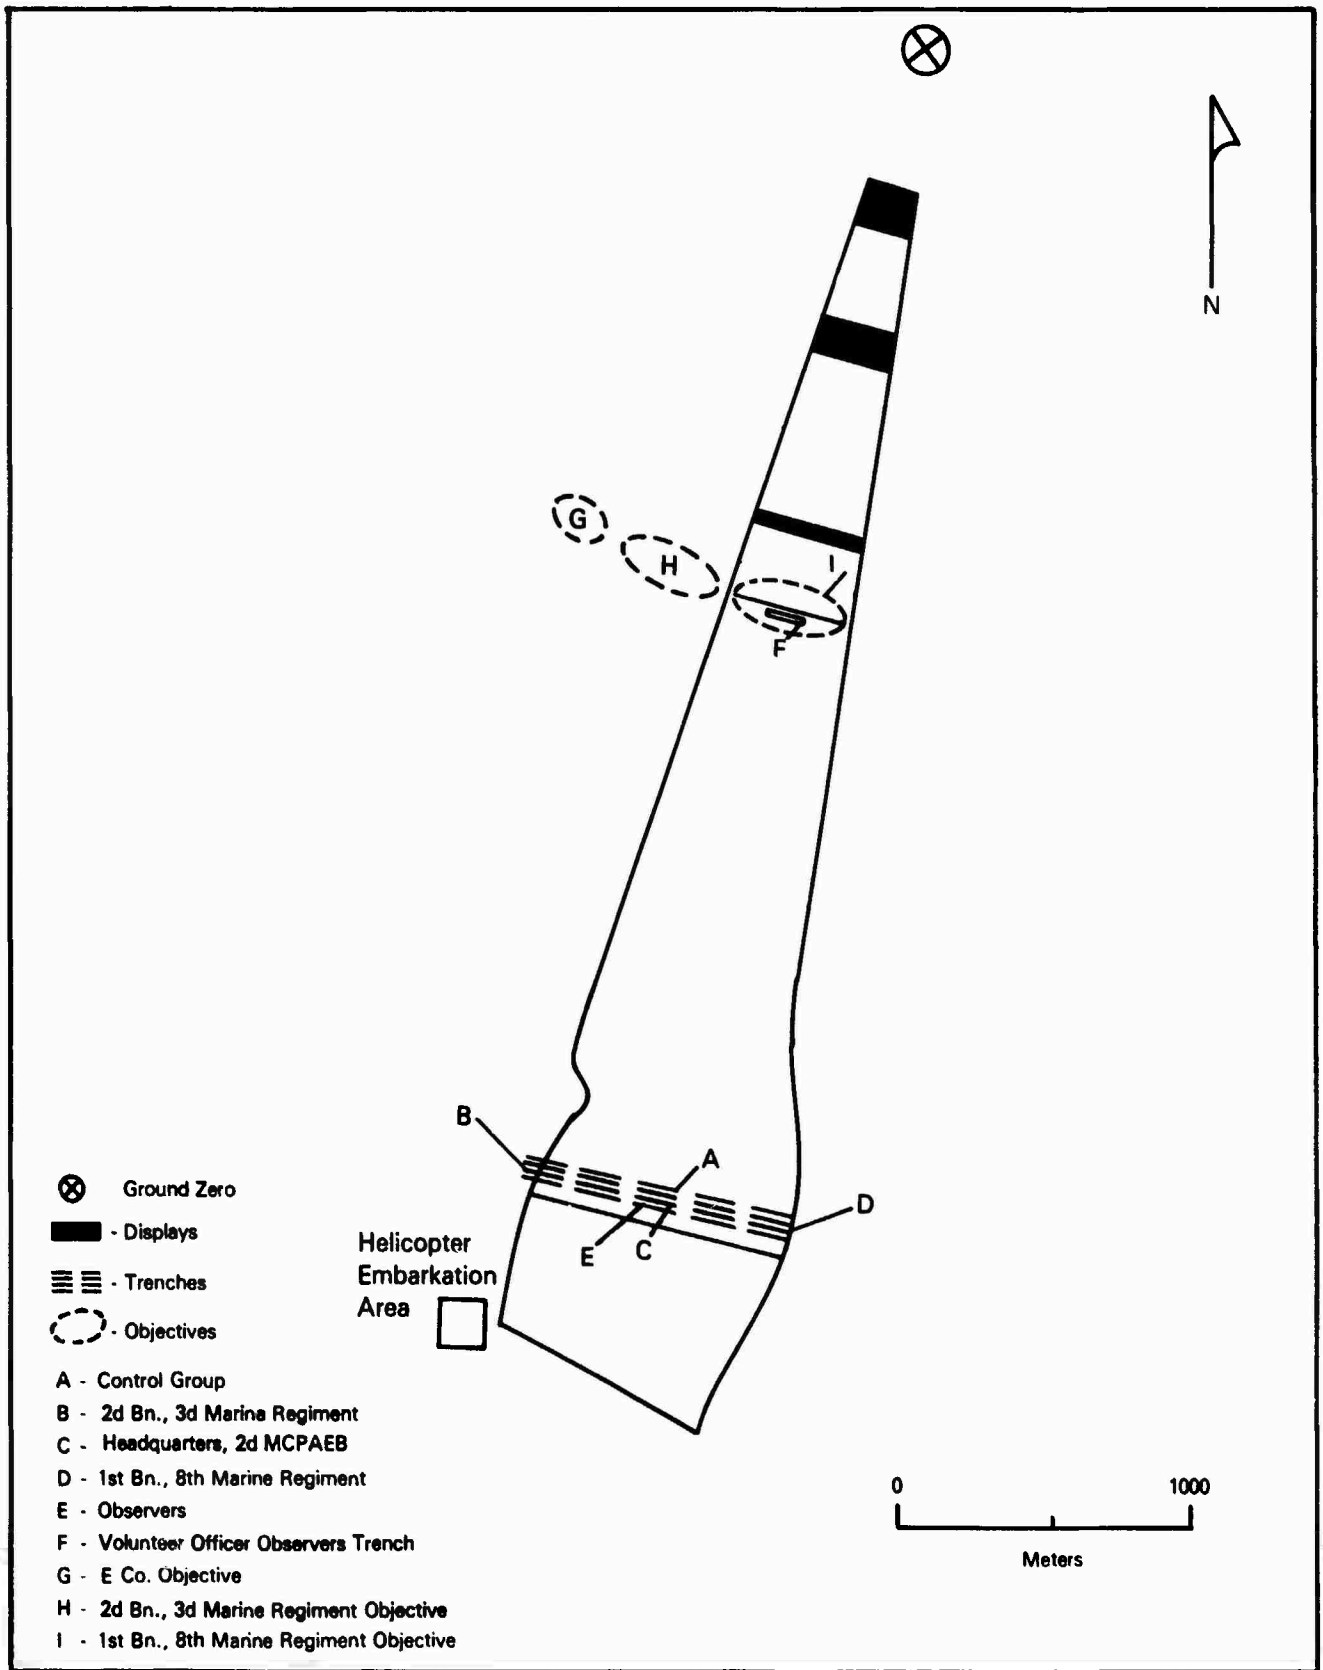 N
G
H
I
F
B
A
D
E
C
Ground Zero
- Displays
- Trenches
- Objectives
Helicopter
Embarkation
Area
A - Control Group
B - 2d Bn., 3d Marine Regiment
C - Headquarters, 2d MCPAEB
D - 1st Bn., 8th Marine Regiment
E - Observers
F - Volunteer Officer Observers Trench
G - E Co. Objective
H - 2d Bn., 3d Marine Regiment Objective
I - 1st Bn., 8th Marine Regiment Objective
0 1000
Meters